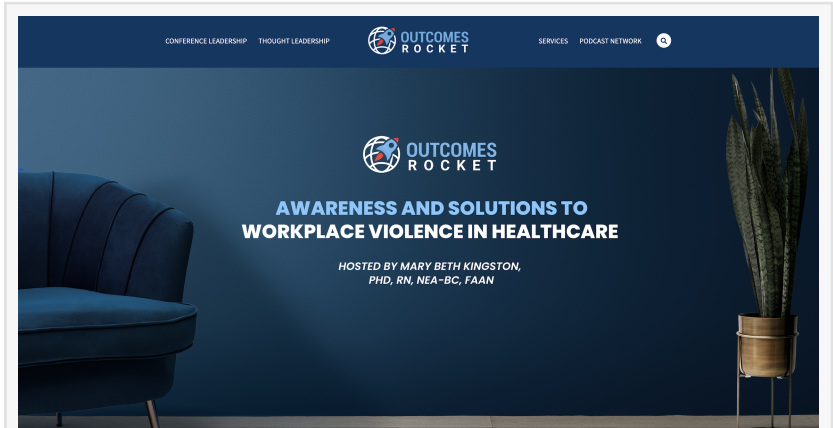 CONFERENCE LEADERSHIP THOUGHT LEADERSHIP OUTCOMES ROCKET SERVICES PODCAST NETWORK
OUTCOMES
ROCKET
AWARENESS AND SOLUTIONS TO
WORKPLACE VIOLENCE IN HEALTHCARE
HOSTED BY MARY BETH KINGSTON,
PHD, RN, NEA-BC, FAAN